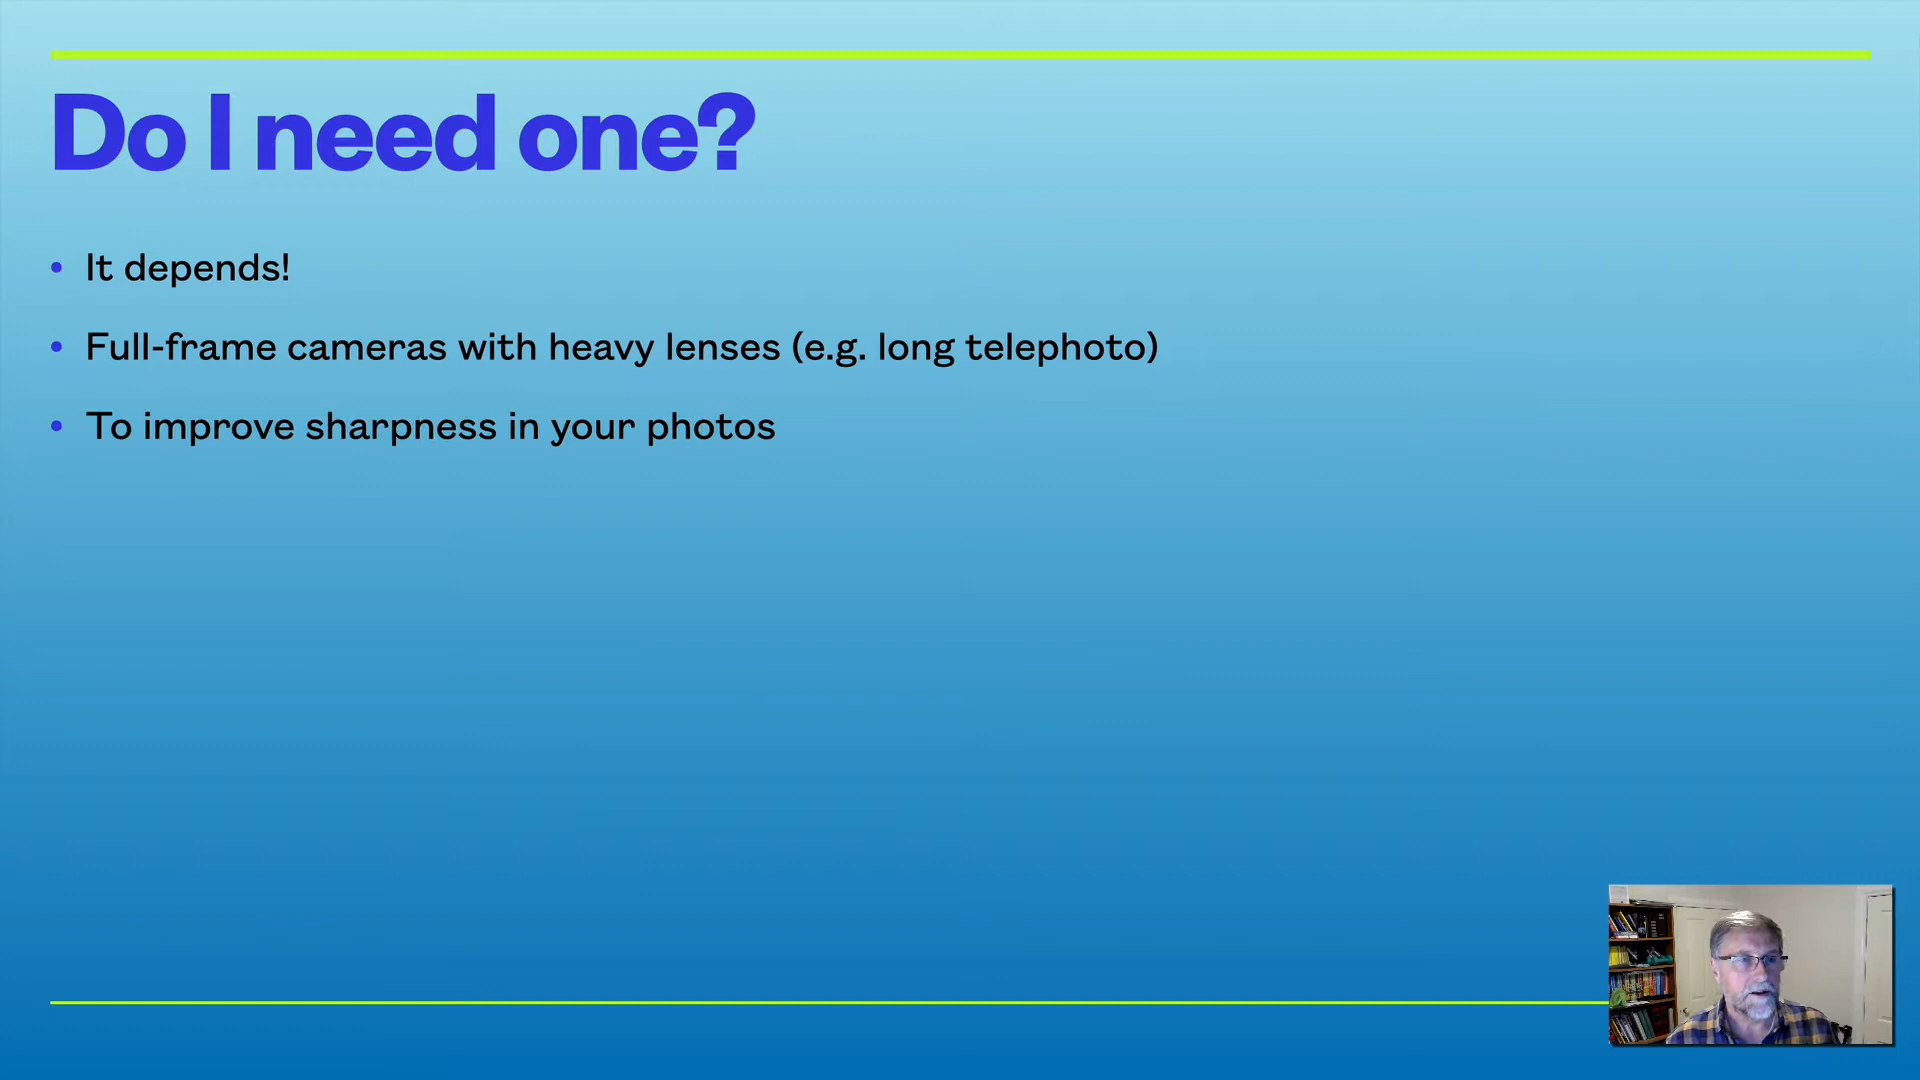 Do I need one?
• It depends!
• Full-frame cameras with heavy lenses (e.g. long telephoto)
• To improve sharpness in your photos